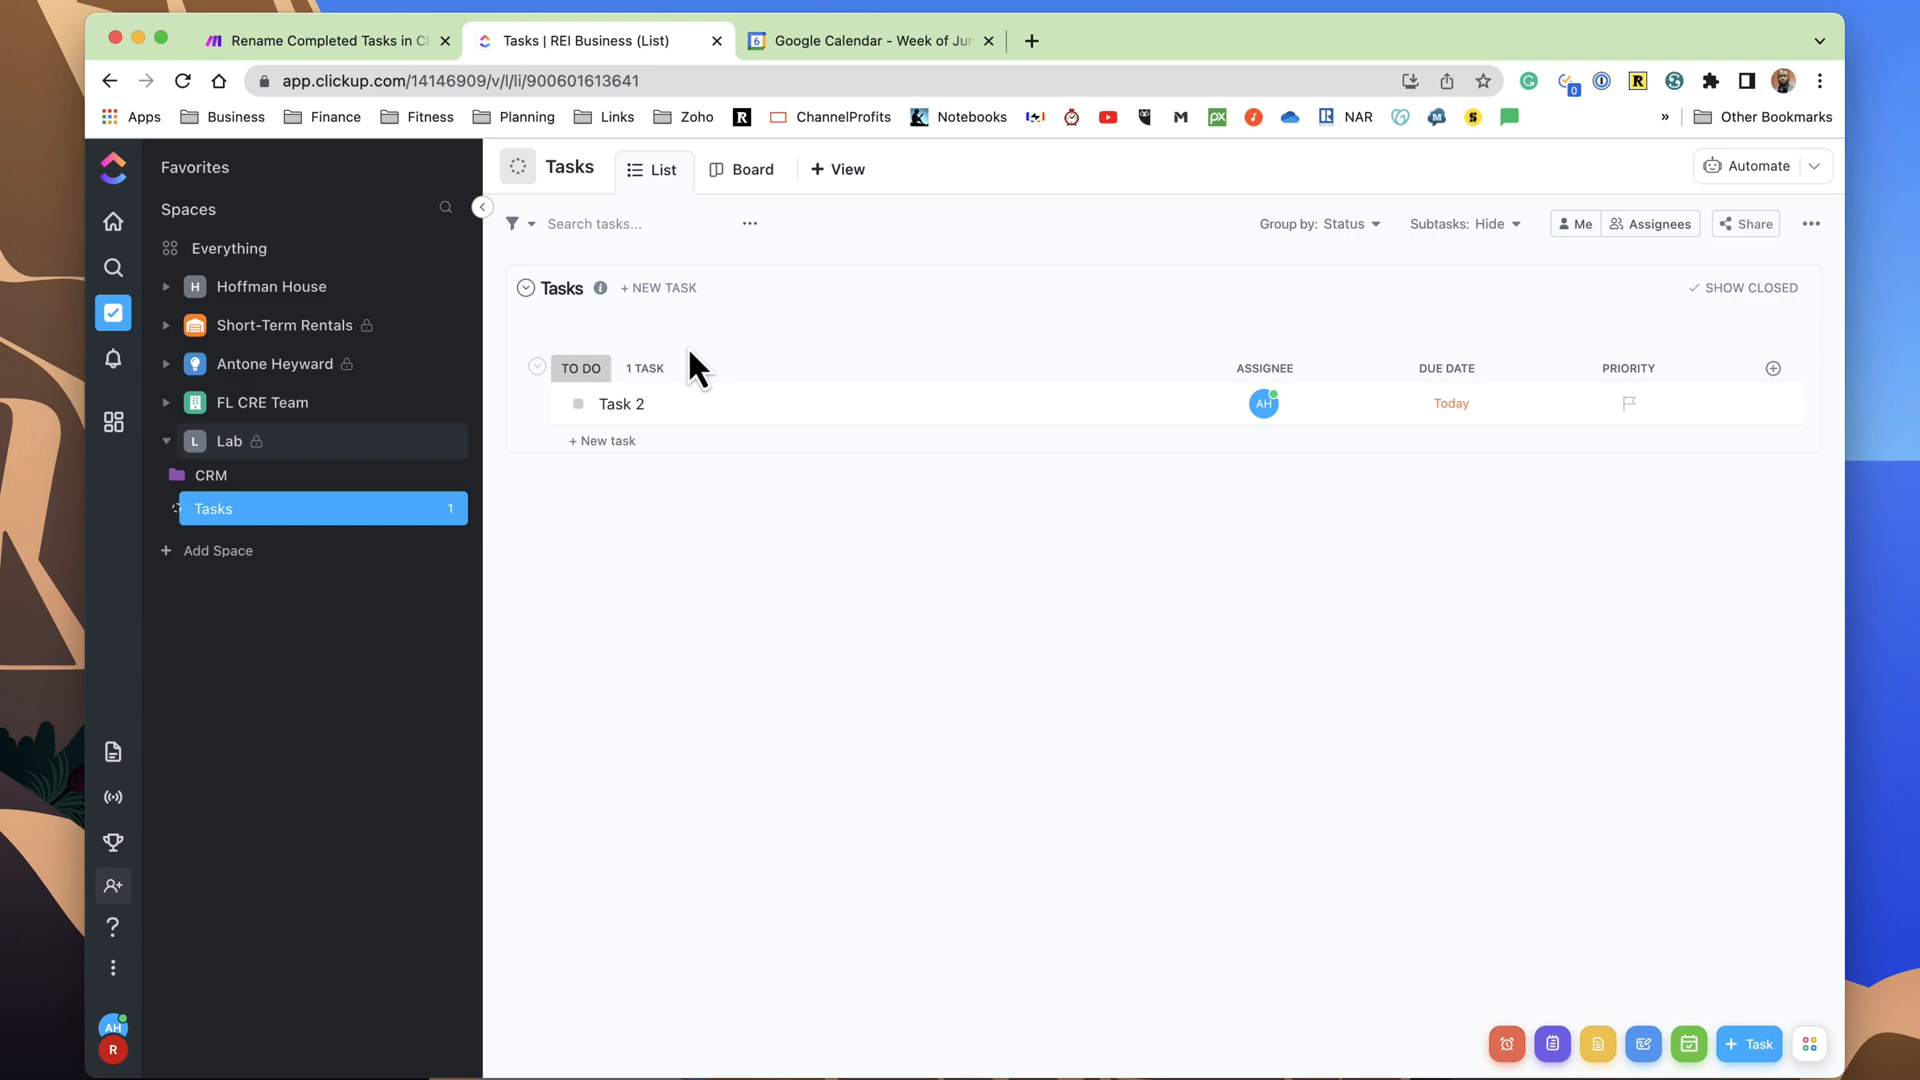 Rename Completed Tasks in Cl
Tasks | REI Business (List)
6
Google Calendar - Week of Jun
app.clickup.com/14146909/v/l/li/900601613641
0
R
Apps
Business
Finance
Fitness
Planning
Links
Zoho
R
ChannelProfits
Notebooks
M
px
NAR
S
»
Other Bookmarks
Favorites
Spaces
Everything
H Hoffman House
Short-Term Rentals
Antone Heyward
FL CRE Team
L Lab
CRM
Tasks 1
+ Add Space
?
AH
R
Tasks
List
Board
+ View
Automate
Search tasks...
Group by: Status
Subtasks: Hide
Me
Assignees
Share
Tasks
+ NEW TASK
SHOW CLOSED
TO DO
1 TASK
ASSIGNEE
DUE DATE
PRIORITY
Task 2
AH
Today
+ New task
+ Task